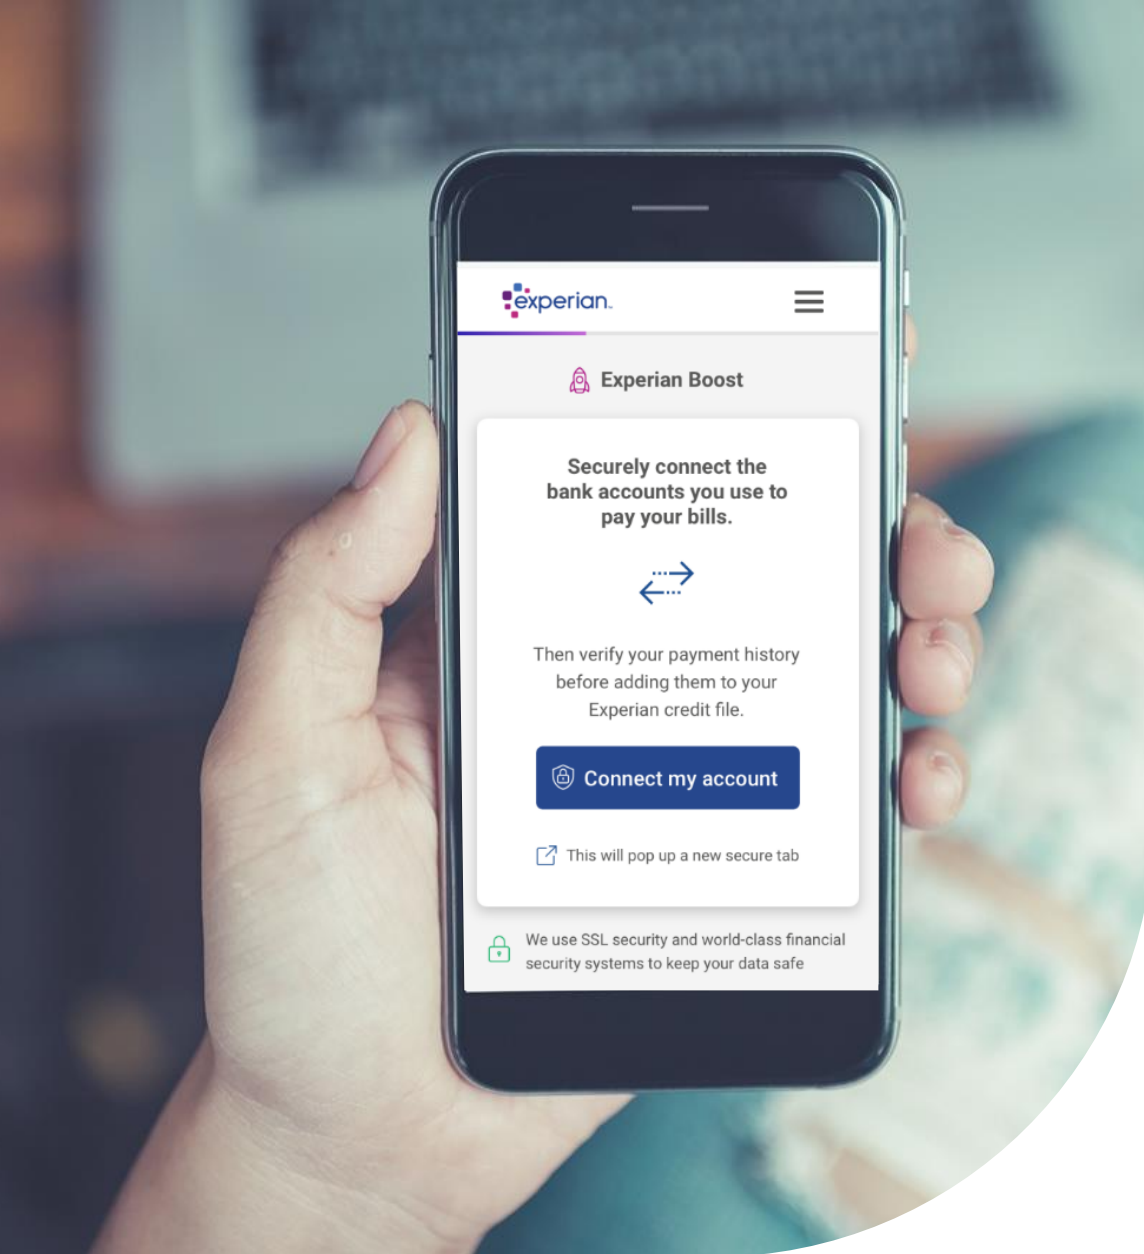 experian.
Experian Boost
Securely connect the
bank accounts you use to
pay your bills.
Then verify your payment history
before adding them to your
Experian credit file.
Connect my account
This will pop up a new secure tab
We use SSL security and world-class financial
security systems to keep your data safe